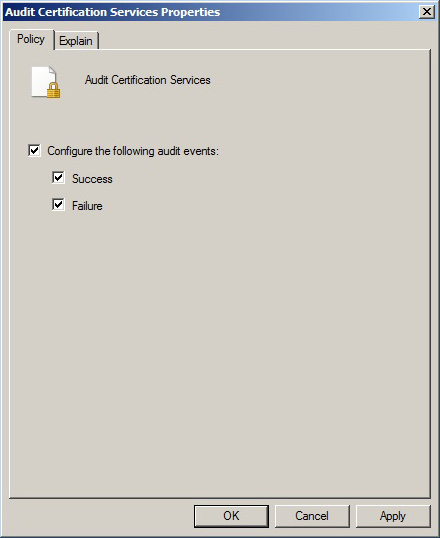 Audit Certification Services Properties
Policy
Explain
Audit Certification Services
Configure the following audit events:
Success
Failure
OK
Cancel
Apply